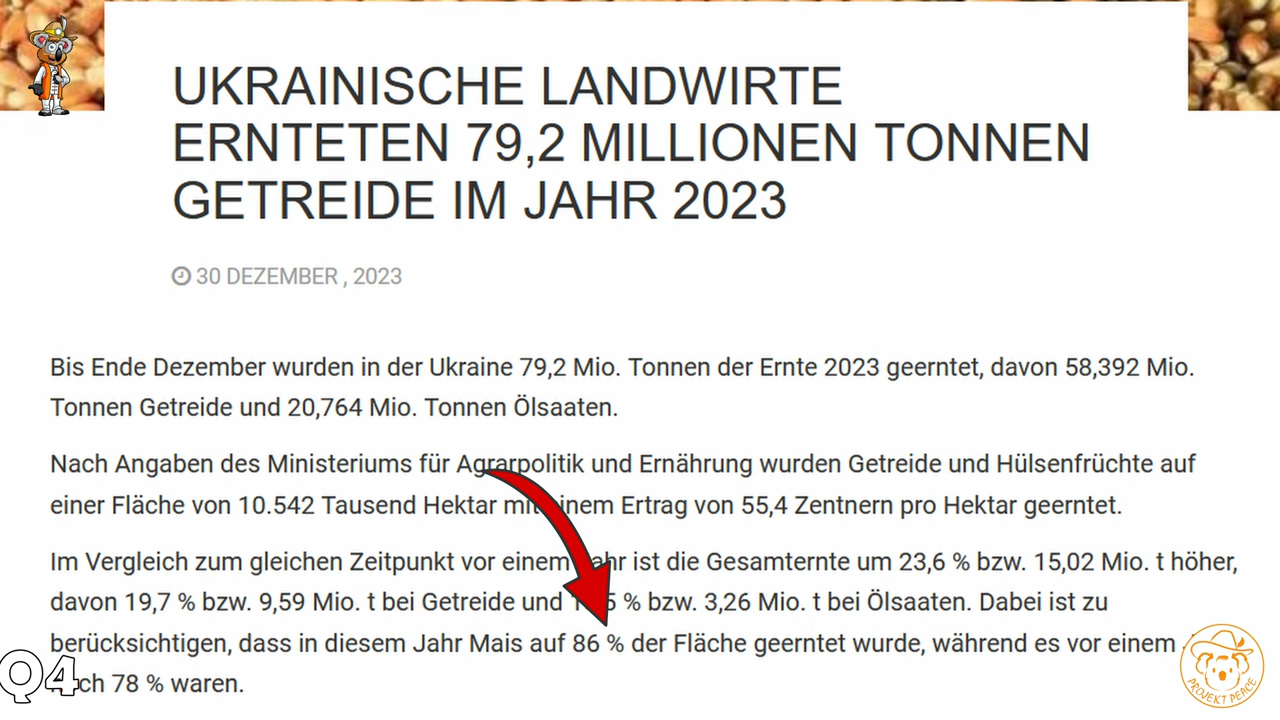 UKRAINISCHE LANDWIRTE
ERNTETEN 79,2 MILLIONEN TONNEN
GETREIDE IM JAHR 2023
30 DEZEMBER , 2023
Bis Ende Dezember wurden in der Ukraine 79,2 Mio. Tonnen der Ernte 2023 geerntet, davon 58,392 Mio.
Tonnen Getreide und 20,764 Mio. Tonnen Ölsaaten.
Nach Angaben des Ministeriums für Agrarpolitik und Ernährung wurden Getreide und Hülsenfrüchte auf
einer Fläche von 10.542 Tausend Hektar mit einem Ertrag von 55,4 Zentnern pro Hektar geerntet.
Im Vergleich zum gleichen Zeitpunkt vor einem Jahr ist die Gesamternte um 23,6 % bzw. 15,02 Mio. t höher,
davon 19,7 % bzw. 9,59 Mio. t bei Getreide und % bzw. 3,26 Mio. t bei Ölsaaten. Dabei ist zu
berücksichtigen, dass in diesem Jahr Mais auf 86 % der Fläche geerntet wurde, während es vor einem
78 % waren.
Q4
PROJEKT PEACE